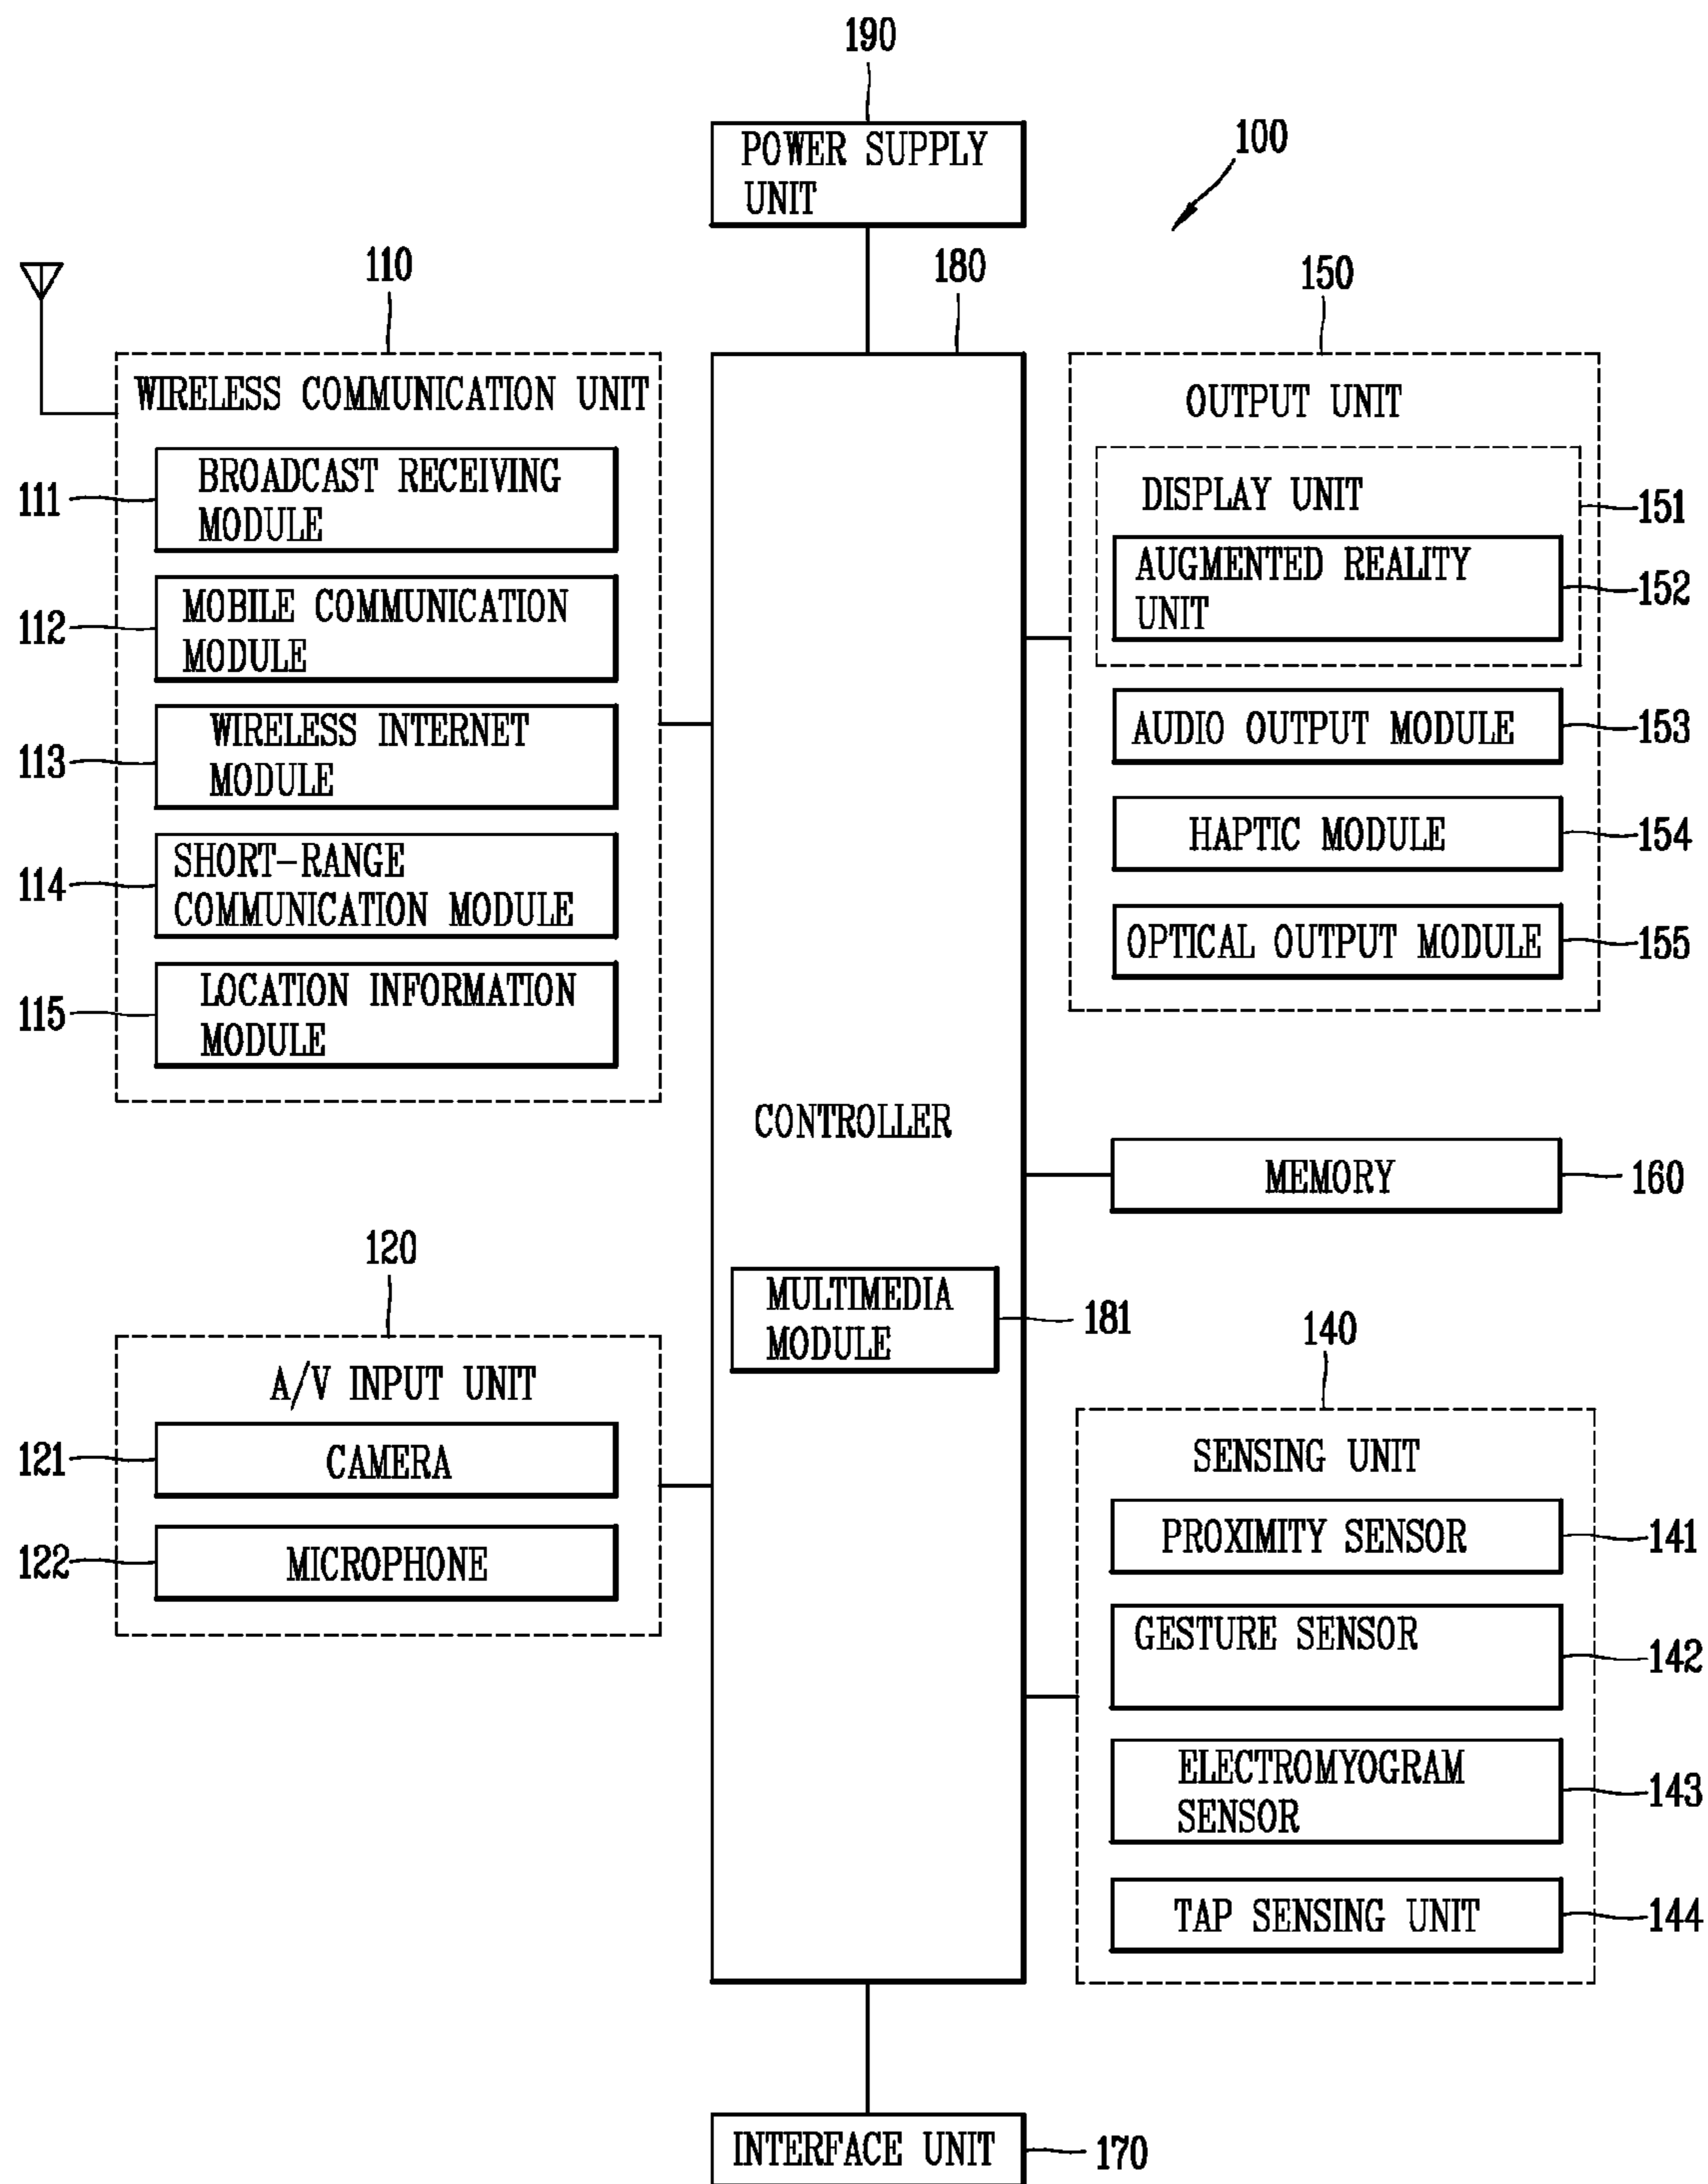 190
POWER SUPPLY
UNIT
100
110
180
150
WIRELESS COMMUNICATION UNIT
111
BROADCAST RECEIVING
MODULE
112
MOBILE COMMUNICATION
MODULE
113
WIRELESS INTERNET
MODULE
114
SHORT-RANGE
COMMUNICATION MODULE
115
LOCATION INFORMATION
MODULE
120
A/V INPUT UNIT
121
CAMERA
122
MICROPHONE
CONTROLLER
MULTIMEDIA
MODULE
181
OUTPUT UNIT
DISPLAY UNIT
151
AUGMENTED REALITY
UNIT
152
AUDIO OUTPUT MODULE
153
HAPTIC MODULE
154
OPTICAL OUTPUT MODULE
155
MEMORY
160
140
SENSING UNIT
PROXIMITY SENSOR
141
GESTURE SENSOR
142
ELECTROMYOGRAM
SENSOR
143
TAP SENSING UNIT
144
INTERFACE UNIT
170